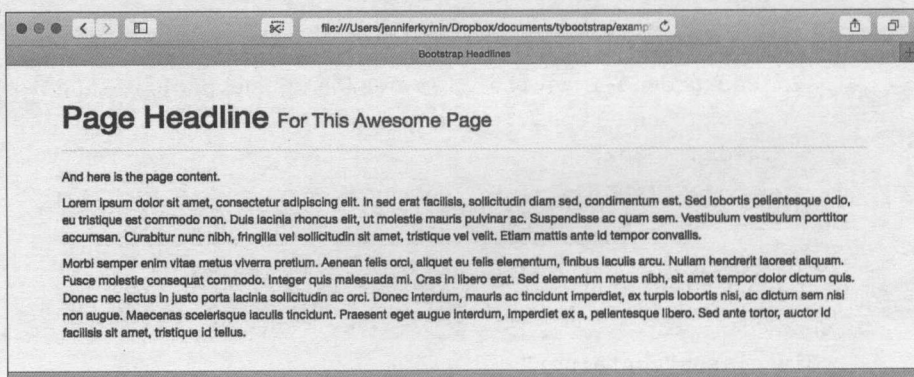 file:///Users/jenniferkyrnin/Dropbox/documents/tybootstrap/examp
Bootstrap Headlines
Page Headline For This Awesome Page
And here is the page content.
Lorem ipsum dolor sit amet, consectetur adipiscing elit. In sed erat facilisis, sollicitudin diam sed, condimentum est. Sed lobortis pellentesque odio,
eu tristique est commodo non. Duis lacinia rhoncus elit, ut molestie mauris pulvinar ac. Suspendisse ac quam sem. Vestibulum vestibulum porttitor
accumsan. Curabitur nunc nibh, fringilla vel sollicitudin sit amet, tristique vel velit. Etiam mattis ante id tempor convallis.
Morbi semper enim vitae metus viverra pretium. Aenean felis orci, aliquet eu felis elementum, finibus iaculis arcu. Nullam hendrerit laoreet aliquam.
Fusce molestie consequat commodo. Integer quis malesuada mi. Cras in libero erat. Sed elementum metus nibh, sit amet tempor dolor dictum quis.
Donec nec lectus in justo porta lacinia sollicitudin ac orci. Donec interdum, mauris ac tincidunt imperdiet, ex turpis lobortis nisi, ac dictum sem nisi
non augue. Maecenas scelerisque iaculis tincidunt. Praesent eget augue interdum, imperdiet ex a, pellentesque libero. Sed ante tortor, auctor id
facilisis sit amet, tristique id tellus.